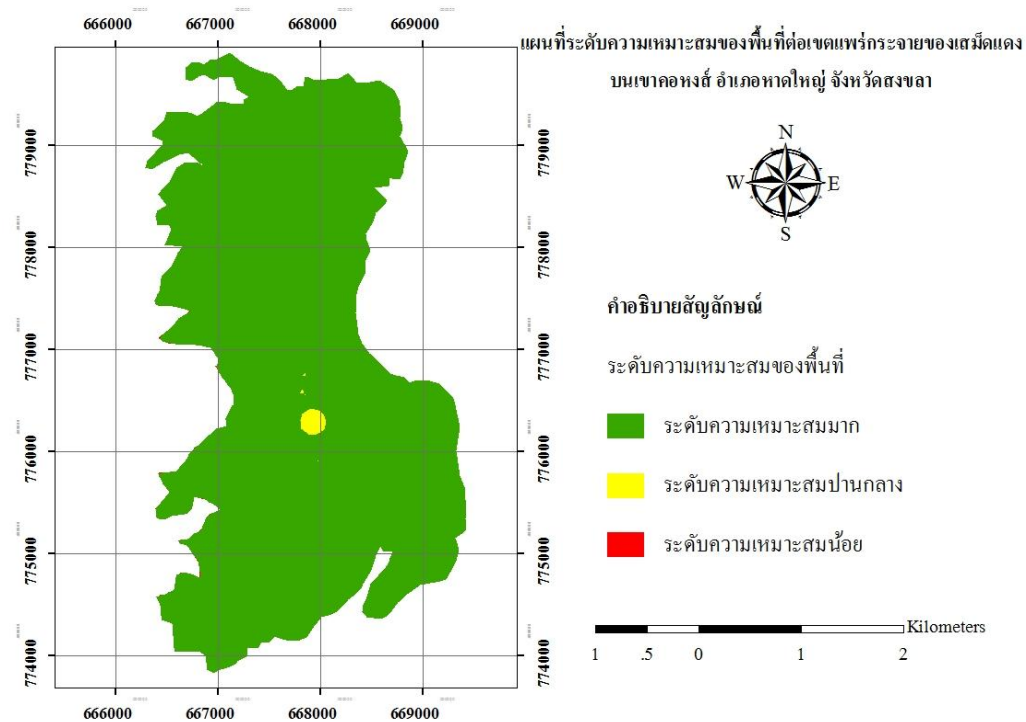 666000 667000 668000 669000
แผนที่ระดับความเหมาะสมของพื้นที่ต่อเขตแพร่กระจายของเสม็ดแดง
บนเขาคอหงส์ อำเภอหาดใหญ่ จังหวัดสงขลา
N
W E
S
779000 779000
778000 778000
777000 777000
776000 776000
775000 775000
774000 774000
คำอธิบายสัญลักษณ์
ระดับความเหมาะสมของพื้นที่
ระดับความเหมาะสมมาก
ระดับความเหมาะสมปานกลาง
ระดับความเหมาะสมน้อย
Kilometers
1 .5 0 1 2
666000 667000 668000 669000